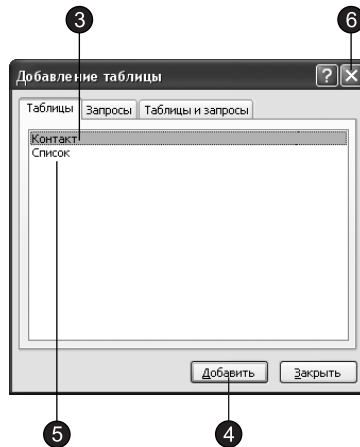 3 6
Добавление таблицы ? X
Таблицы Запросы Таблицы и запросы
Контакт
Список
Добавить Закрыть
5 4